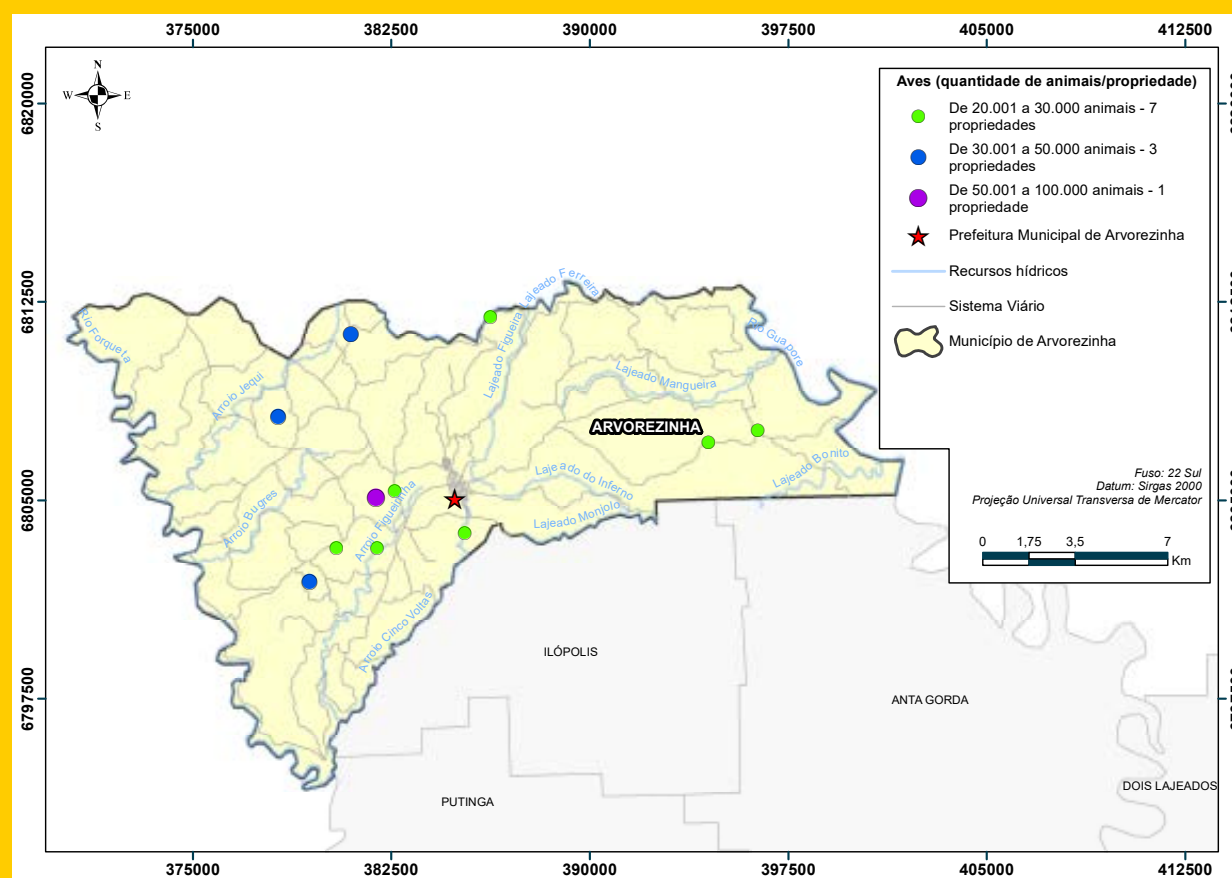 375000 382500 390000 397500 405000 412500
N
W E
S
6820000
6812500
6805000
6797500
Aves (quantidade de animais/propriedade)
De 20.001 a 30.000 animais - 7
propriedades
De 30.001 a 50.000 animais - 3
propriedades
De 50.001 a 100.000 animais - 1
propriedade
Prefeitura Municipal de Arvorezinha
Recursos hídricos
Sistema Viário
Município de Arvorezinha
Fuso: 22 Sul
Datum: Sirgas 2000
Projeção Universal Transversa de Mercator
0 1,75 3,5 7
Km
Rio Forqueta
Lajeado Ferreira
Lajeado Figueira
Rio Guaporé
Arroio Jequi
Lajeado Mangueira
ARVOREZINHA
Lajeado Bonito
Lajeado do Inferno
Arroio Bugres
Arroio Figueirinha
Lajeado Monjolo
Arroio Cinco Voltas
ILÓPOLIS
ANTA GORDA
PUTINGA
DOIS LAJEADOS
375000 382500 390000 397500 405000 412500